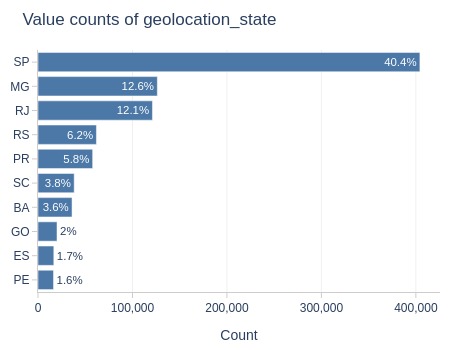 Value counts of geolocation_state
SP 40.4%
MG 12.6%
RJ 12.1%
RS 6.2%
PR 5.8%
SC 3.8%
BA 3.6%
GO 2%
ES 1.7%
PE 1.6%
0 100,000 200,000 300,000 400,000
Count